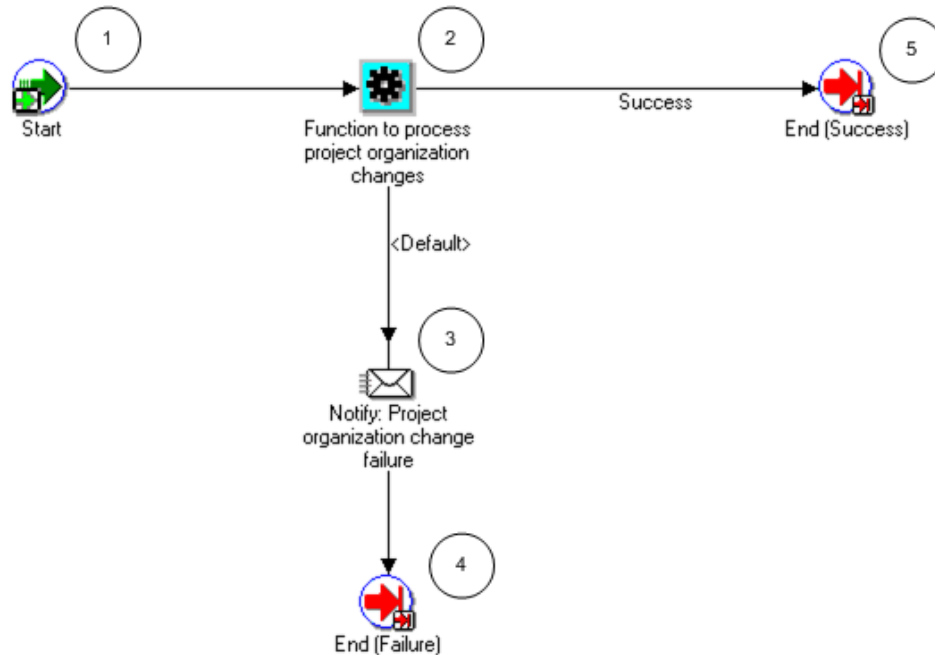 1
2
5
Start
Success
End (Success)
Function to process
project organization
changes
<Default>
3
Notify: Project
organization change
failure
4
End (Failure)